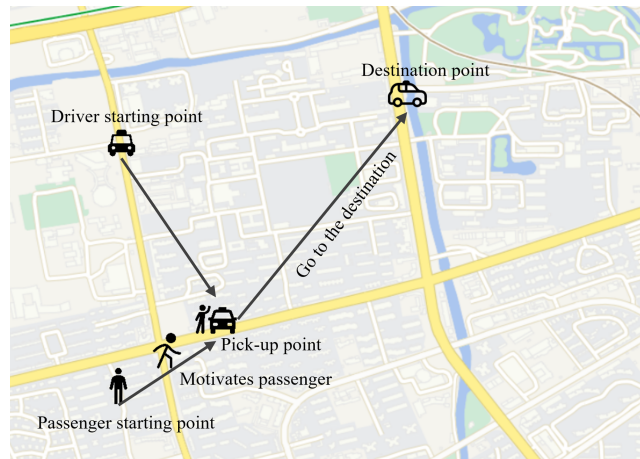 Destination point
Driver starting point
Go to the destination
Pick-up point
Motivates passenger
Passenger starting point